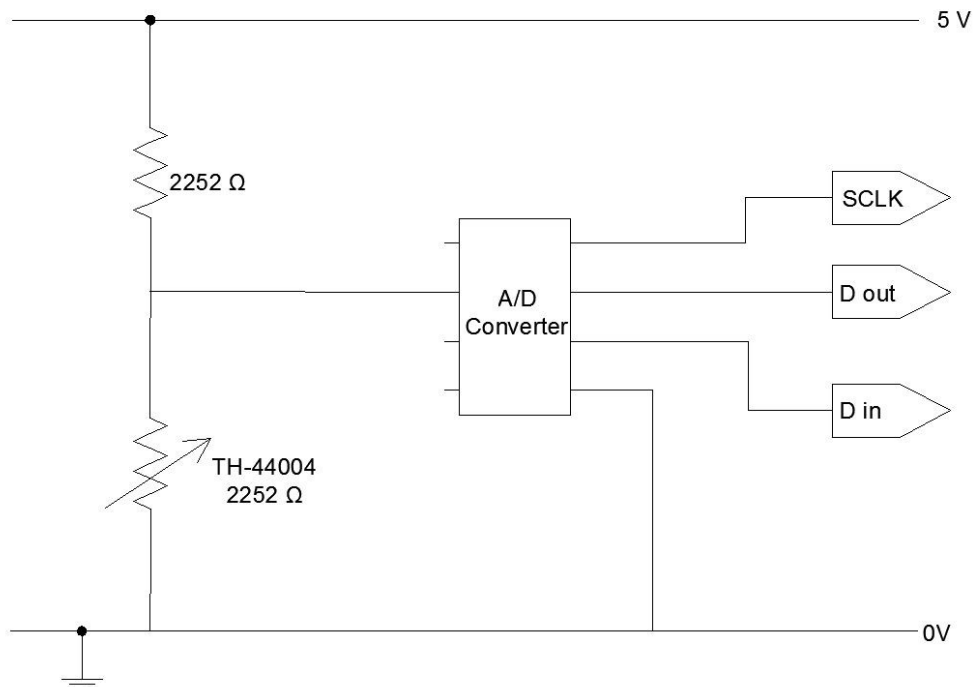 5 V
2252 Ω
SCLK
A/D
Converter
D out
D in
TH-44004
2252 Ω
0V